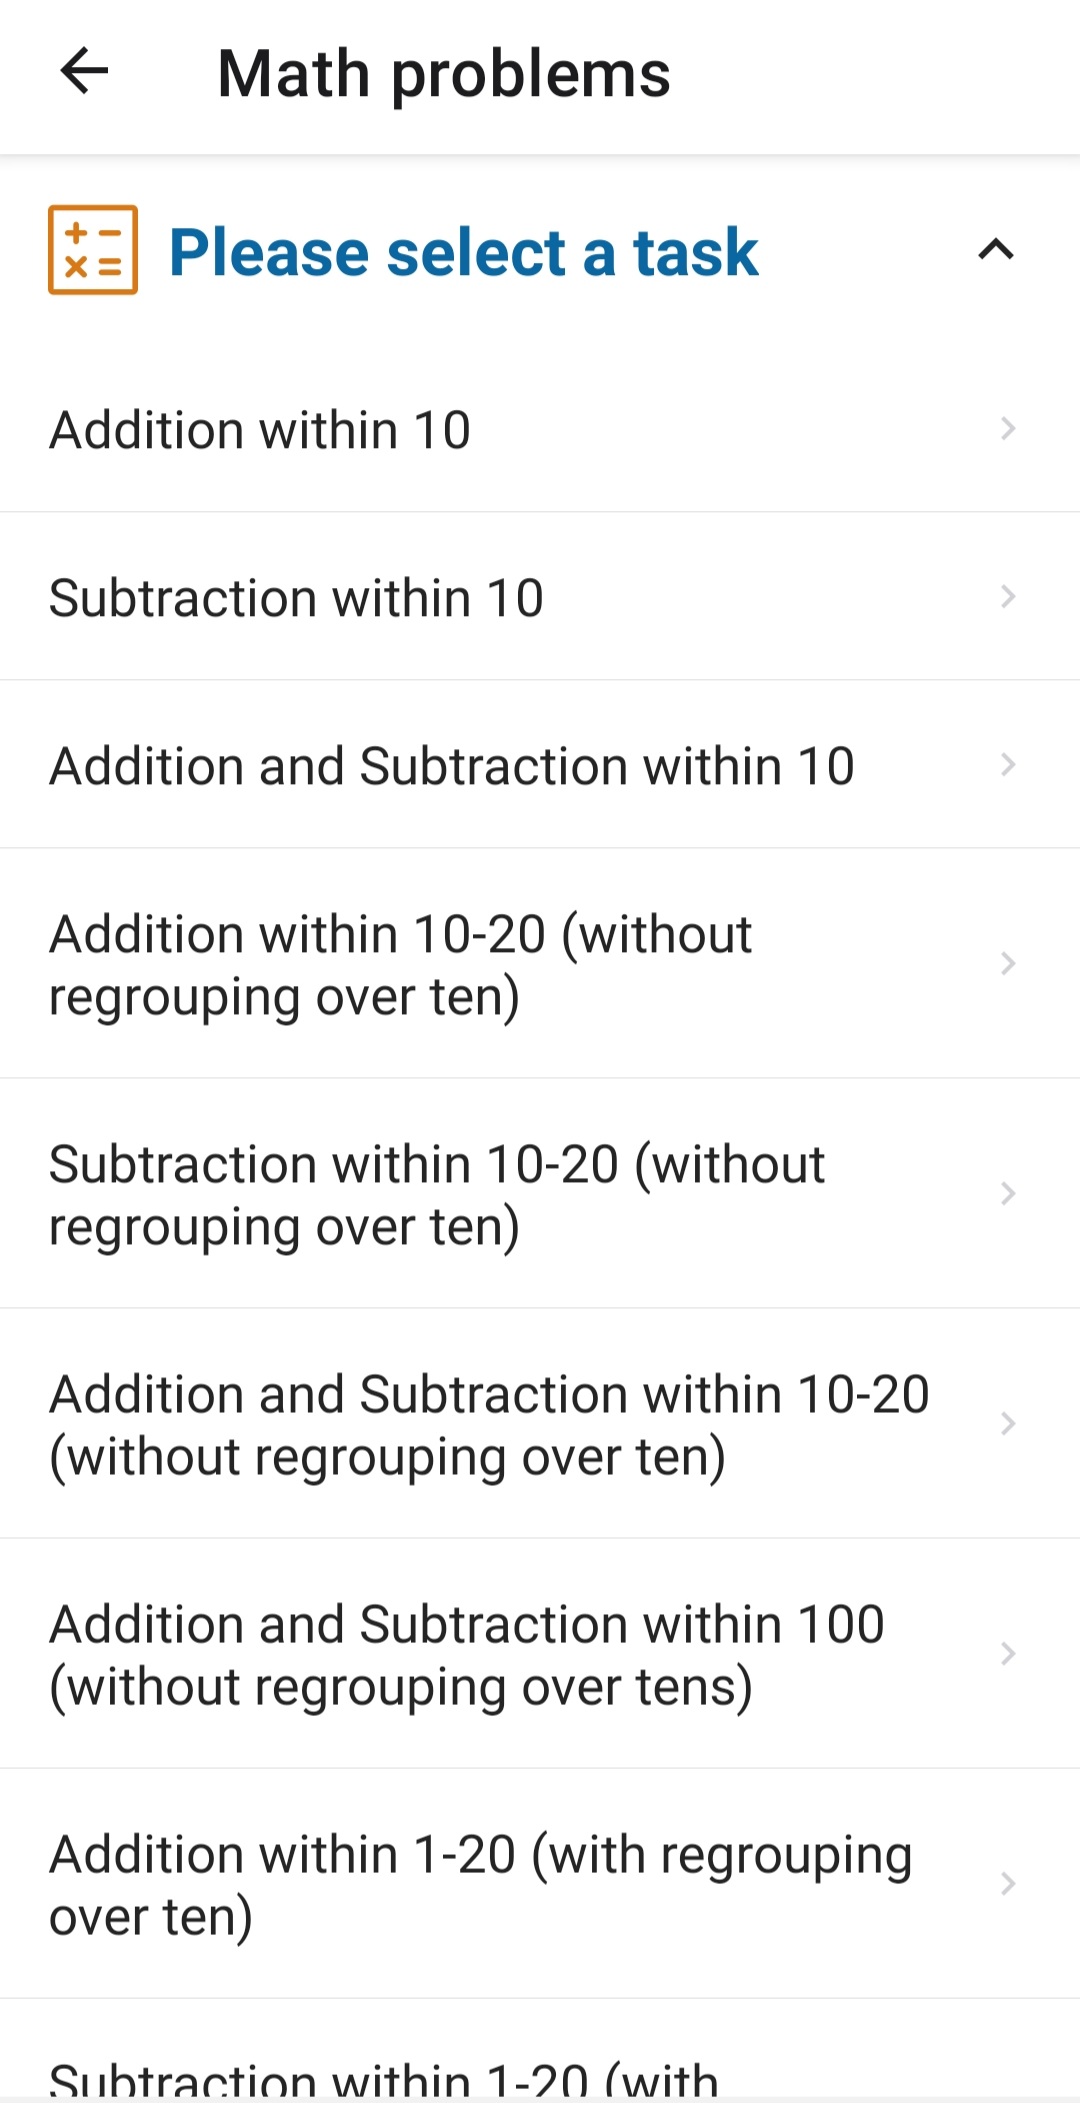 Math problems
Please select a task
Addition within 10
Subtraction within 10
Addition and Subtraction within 10
Addition within 10-20 (without
regrouping over ten)
Subtraction within 10-20 (without
regrouping over ten)
Addition and Subtraction within 10-20
(without regrouping over ten)
Addition and Subtraction within 100
(without regrouping over tens)
Addition within 1-20 (with regrouping
over ten)
Subtraction within 1-20 (with